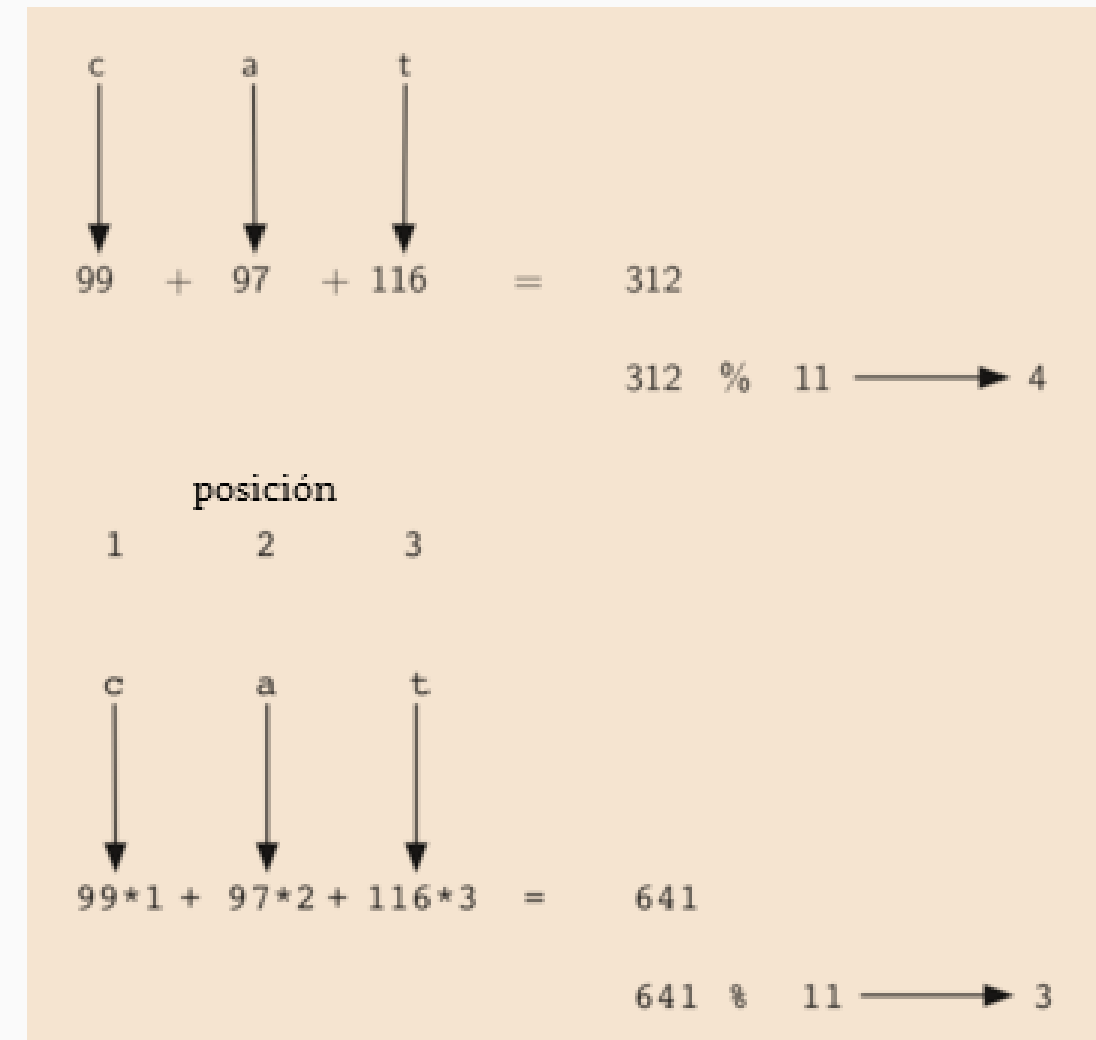 c a t
99 + 97 + 116 = 312
312 % 11 4
posición
1 2 3
c a t
99*1 + 97*2 + 116*3 = 641
641 % 11 3